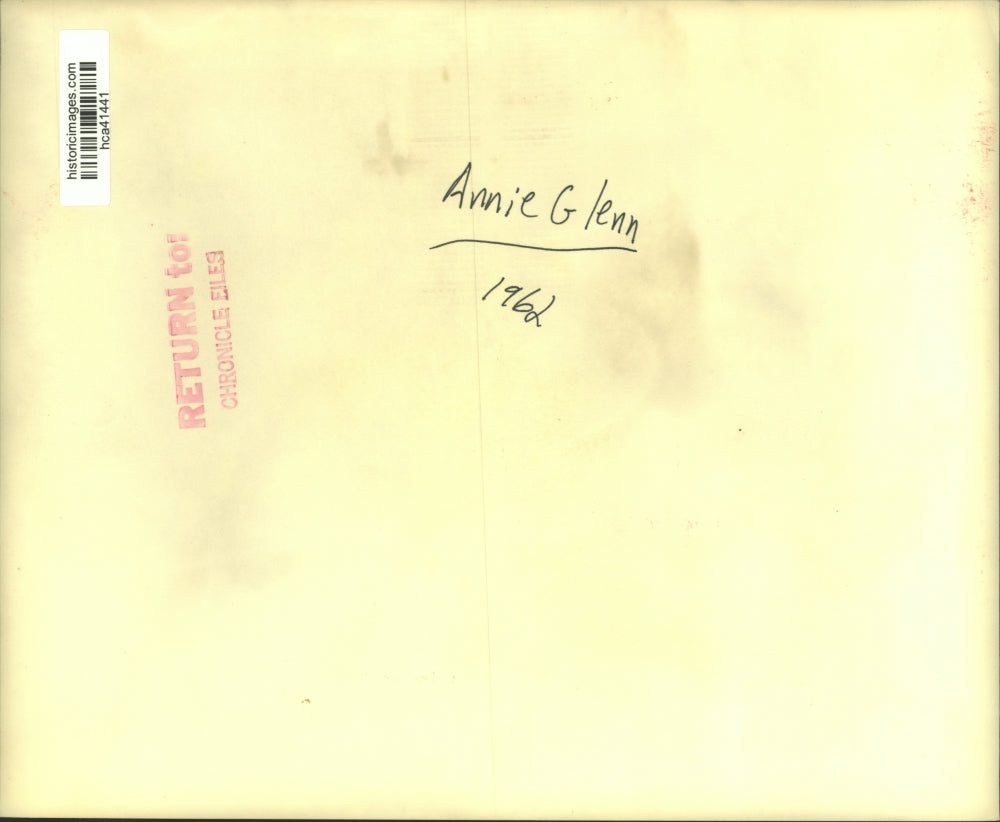 historicimages.com
hca41441
RETURN to:
CHRONICLE FILES
Annie Glenn
1962